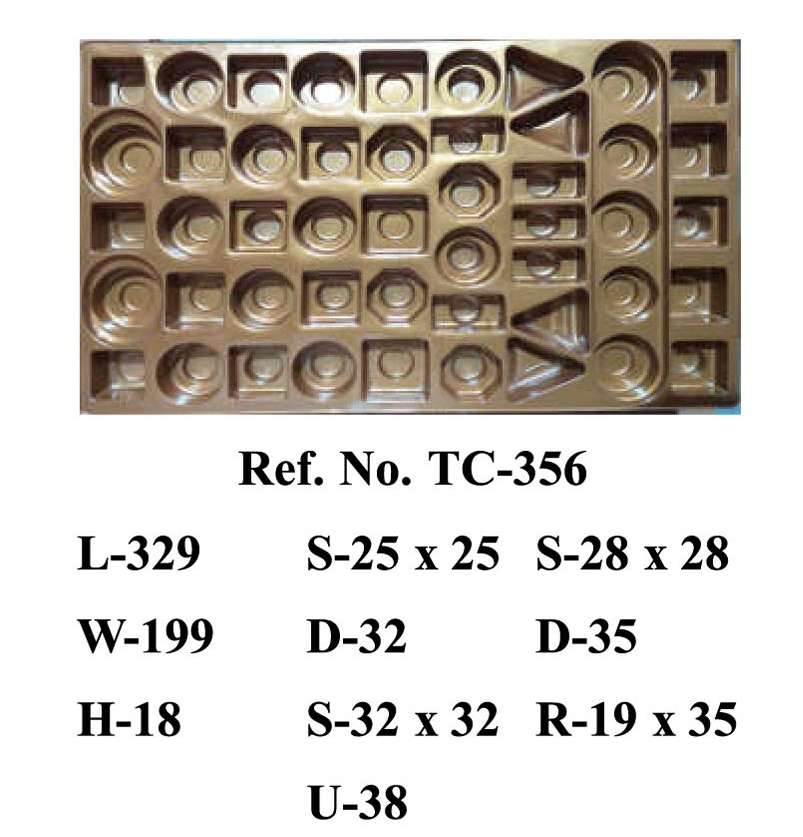 Ref. No. TC-356
L-329 S-25 x 25 S-28 x 28
W-199 D-32 D-35
H-18 S-32 x 32 R-19 x 35
U-38